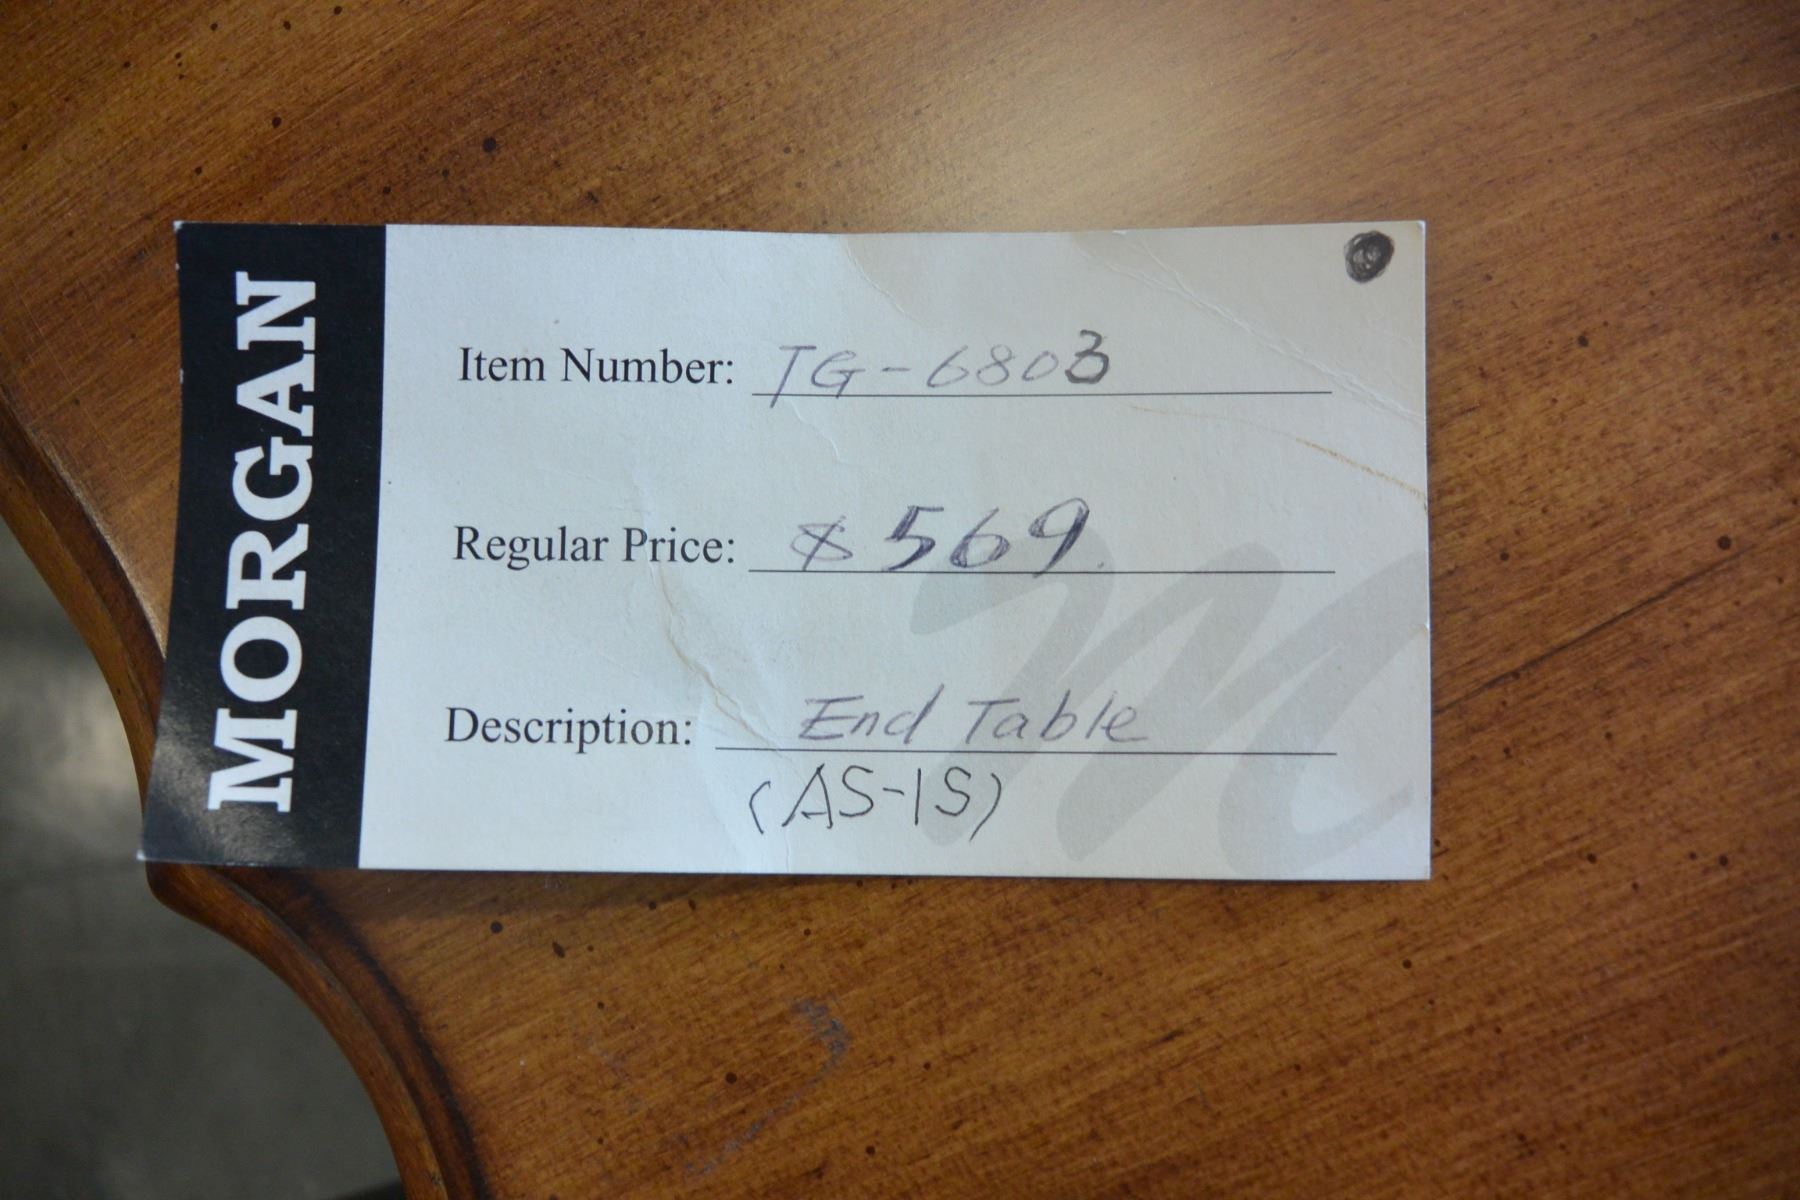 MORGAN
Item Number: TG-6803
Regular Price: $569
Description: End Table
(AS-IS)